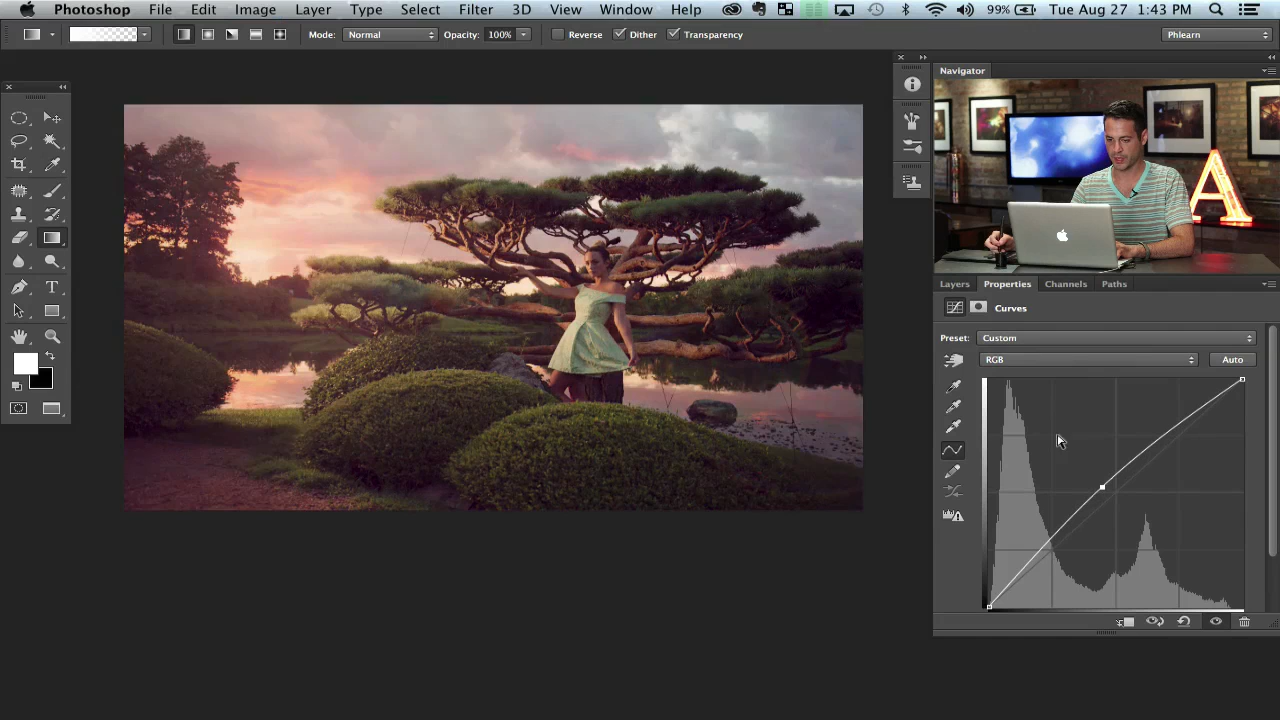 Photoshop File Edit Image Layer Type Select Filter 3D View Window Help 99% Tue Aug 27 1:43 PM
Mode: Normal Opacity: 100% Reverse Dither Transparency Phlearn
Navigator
A
Layers Properties Channels Paths
Curves
Preset: Custom
RGB Auto
T